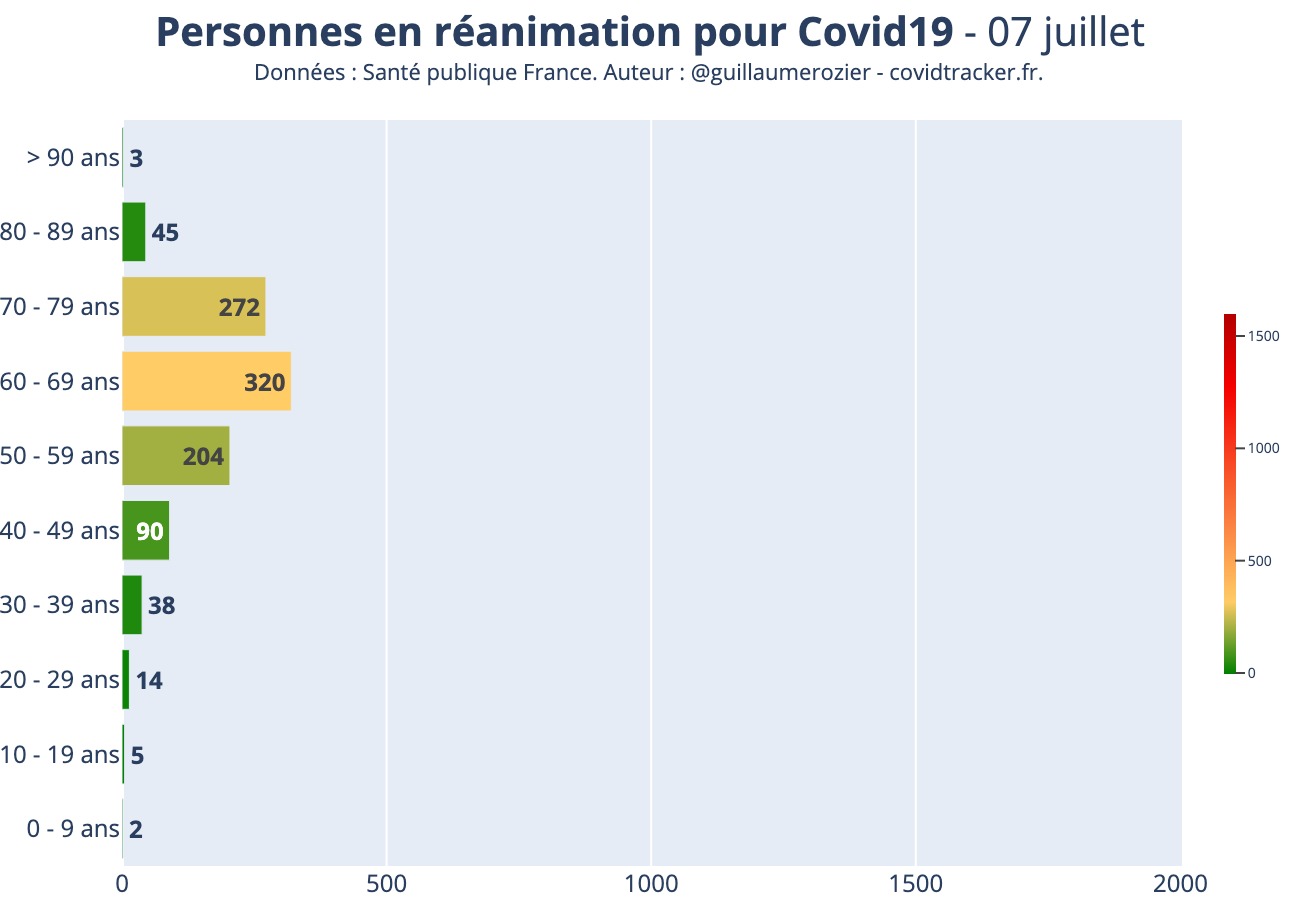 Personnes en réanimation pour Covid19 - 07 juillet
Données : Santé publique France. Auteur : @guillaumerozier - covidtracker.fr.
> 90 ans 3
80 - 89 ans 45
70 - 79 ans 272
60 - 69 ans 320
50 - 59 ans 204
40 - 49 ans 90
30 - 39 ans 38
20 - 29 ans 14
10 - 19 ans 5
0 - 9 ans 2
0 500 1000 1500 2000
1500
1000
500
0